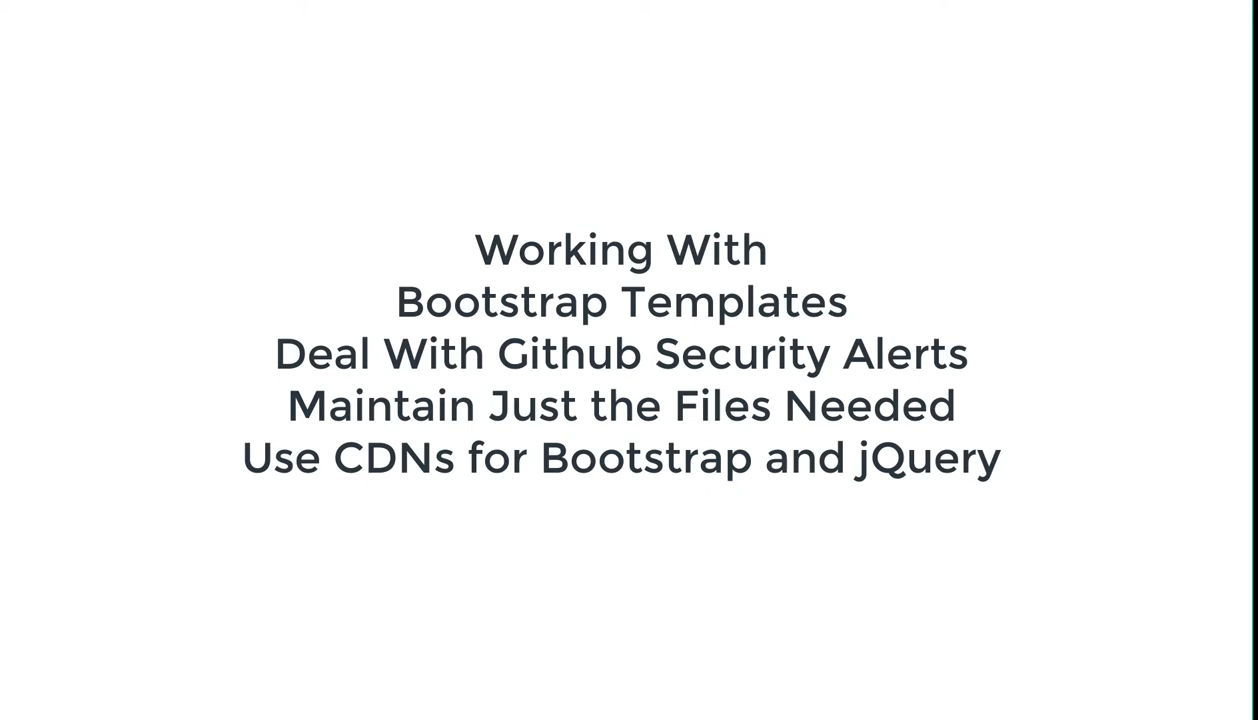 Working With
Bootstrap Templates
Deal With Github Security Alerts
Maintain Just the Files Needed
Use CDNs for Bootstrap and jQuery